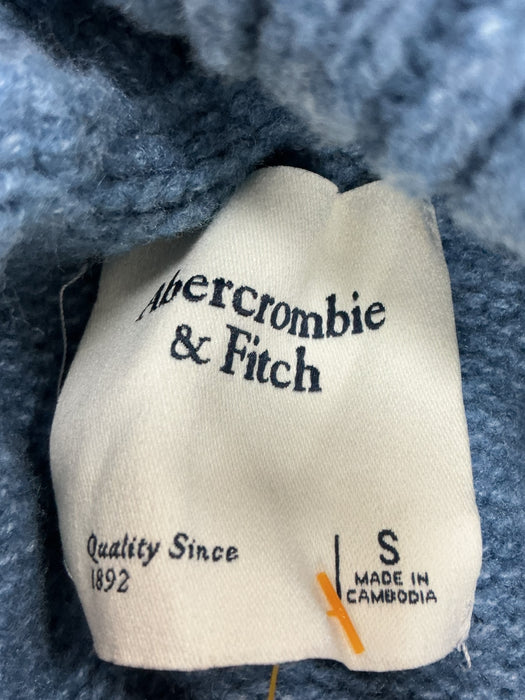 Abercrombie
& Fitch
Quality Since
1892
S
MADE IN
CAMBODIA